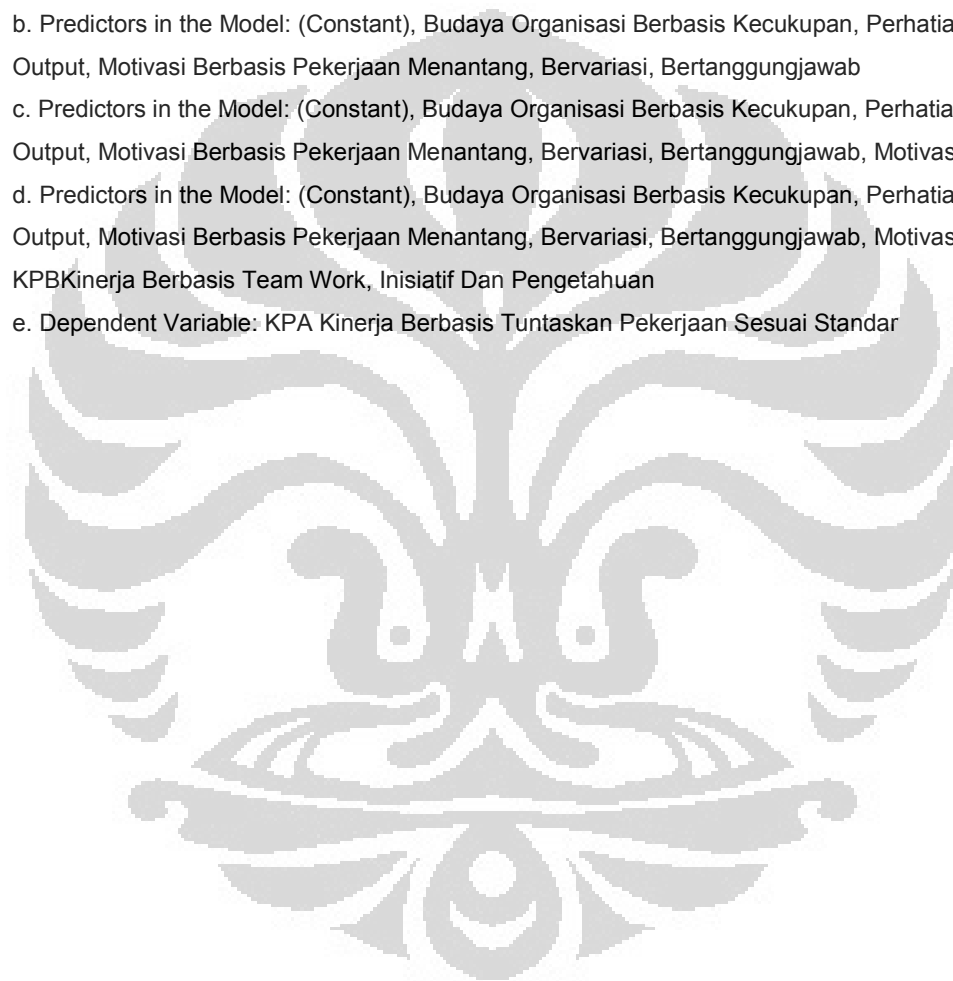 b. Predictors in the Model: (Constant), Budaya Organisasi Berbasis Kecukupan, Perhatia
Output, Motivasi Berbasis Pekerjaan Menantang, Bervariasi, Bertanggungjawab
c. Predictors in the Model: (Constant), Budaya Organisasi Berbasis Kecukupan, Perhatia
Output, Motivasi Berbasis Pekerjaan Menantang, Bervariasi, Bertanggungjawab, Motivas
d. Predictors in the Model: (Constant), Budaya Organisasi Berbasis Kecukupan, Perhatia
Output, Motivasi Berbasis Pekerjaan Menantang, Bervariasi, Bertanggungjawab, Motivas
KPBKinerja Berbasis Team Work, Inisiatif Dan Pengetahuan
e. Dependent Variable: KPA Kinerja Berbasis Tuntaskan Pekerjaan Sesuai Standar